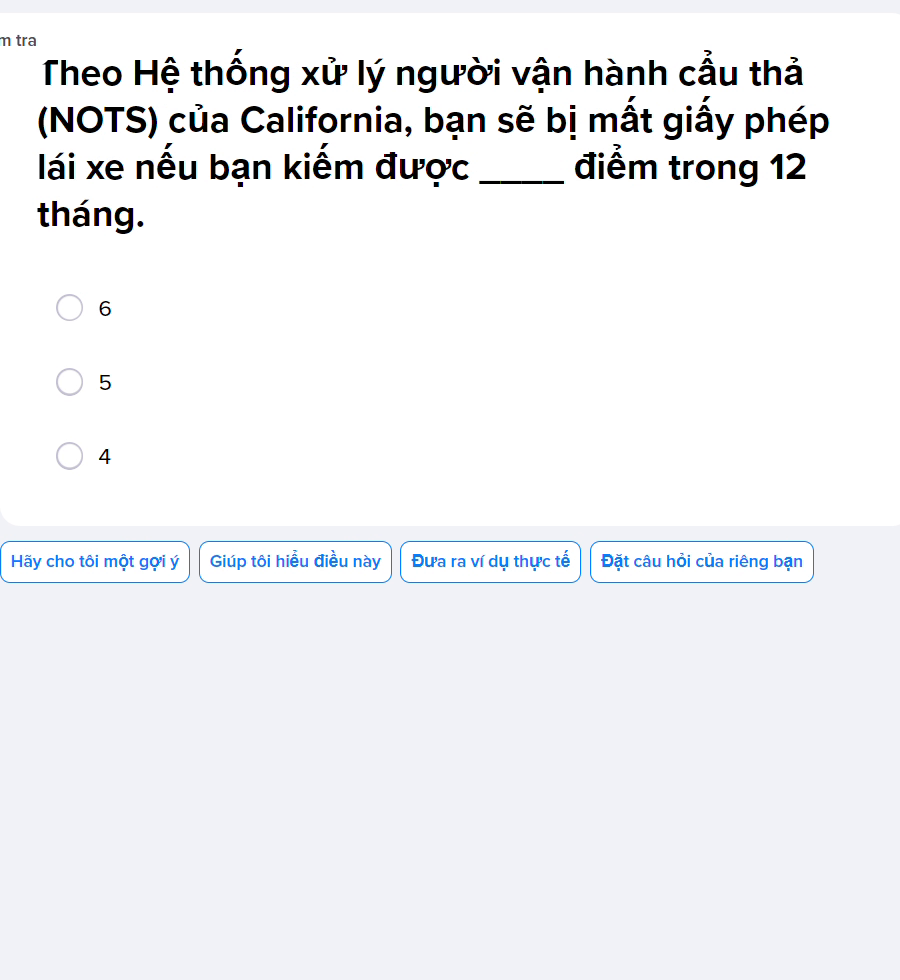 m tra
Theo Hệ thống xử lý người vận hành cẩu thả
(NOTS) của California, bạn sẽ bị mất giấy phép
lái xe nếu bạn kiếm được ____ điểm trong 12
tháng.
6
5
4
Hãy cho tôi một gợi ý
Giúp tôi hiểu điều này
Đưa ra ví dụ thực tế
Đặt câu hỏi của riêng bạn